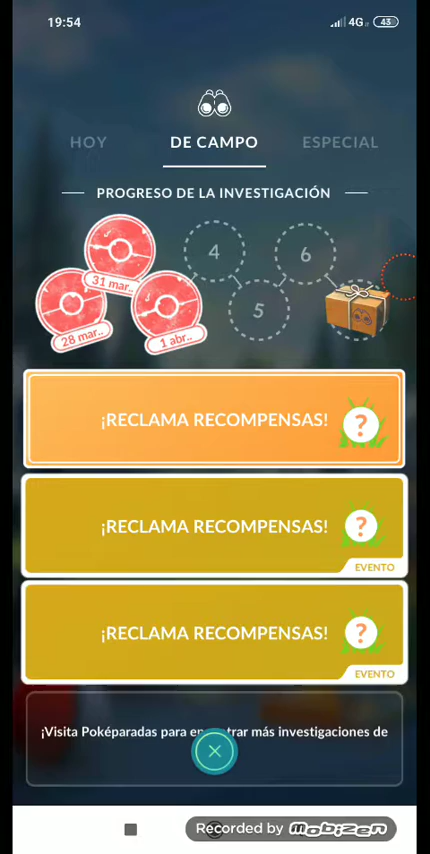 19:54
4G
43
HOY
DE CAMPO
ESPECIAL
PROGRESO DE LA INVESTIGACIÓN
4
6
31 mar..
5
28 mar..
1 abr..
¡RECLAMA RECOMPENSAS!
?
¡RECLAMA RECOMPENSAS!
?
EVENTO
¡RECLAMA RECOMPENSAS!
?
EVENTO
¡Visita Poképaradas para encontrar más investigaciones de
Recorded by mobizen